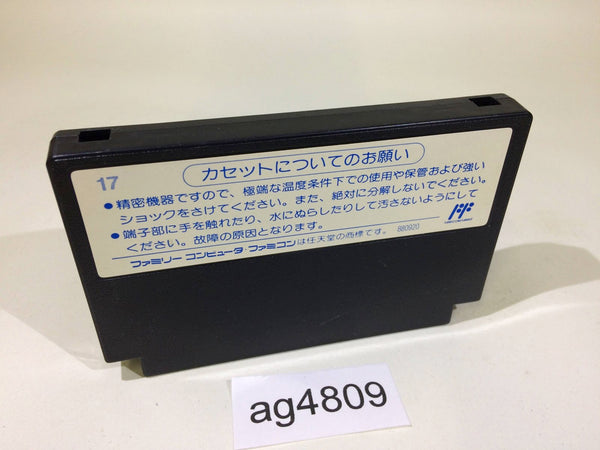 17
カセットについてのお願い
●精密機器ですので、極端な温度条件下での使用や保管および強い
ショックをさけてください。また、絶対に分解しないでください。
●端子部に手を触れたり、水にぬらしたりして汚さないようにして
ください。故障の原因となります。
ファミリー コンピュータ・ファミコンは任天堂の商標です。 880920
ag4809